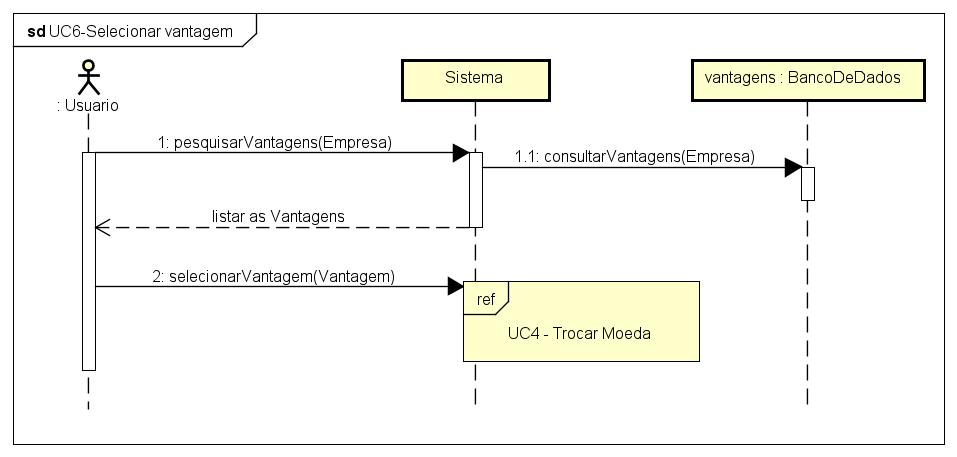 sd UC6-Selecionar vantagem
: Usuario
Sistema
vantagens : BancoDeDados
1: pesquisarVantagens(Empresa)
1.1: consultarVantagens(Empresa)
listar as Vantagens
2: selecionarVantagem(Vantagem)
ref
UC4 - Trocar Moeda